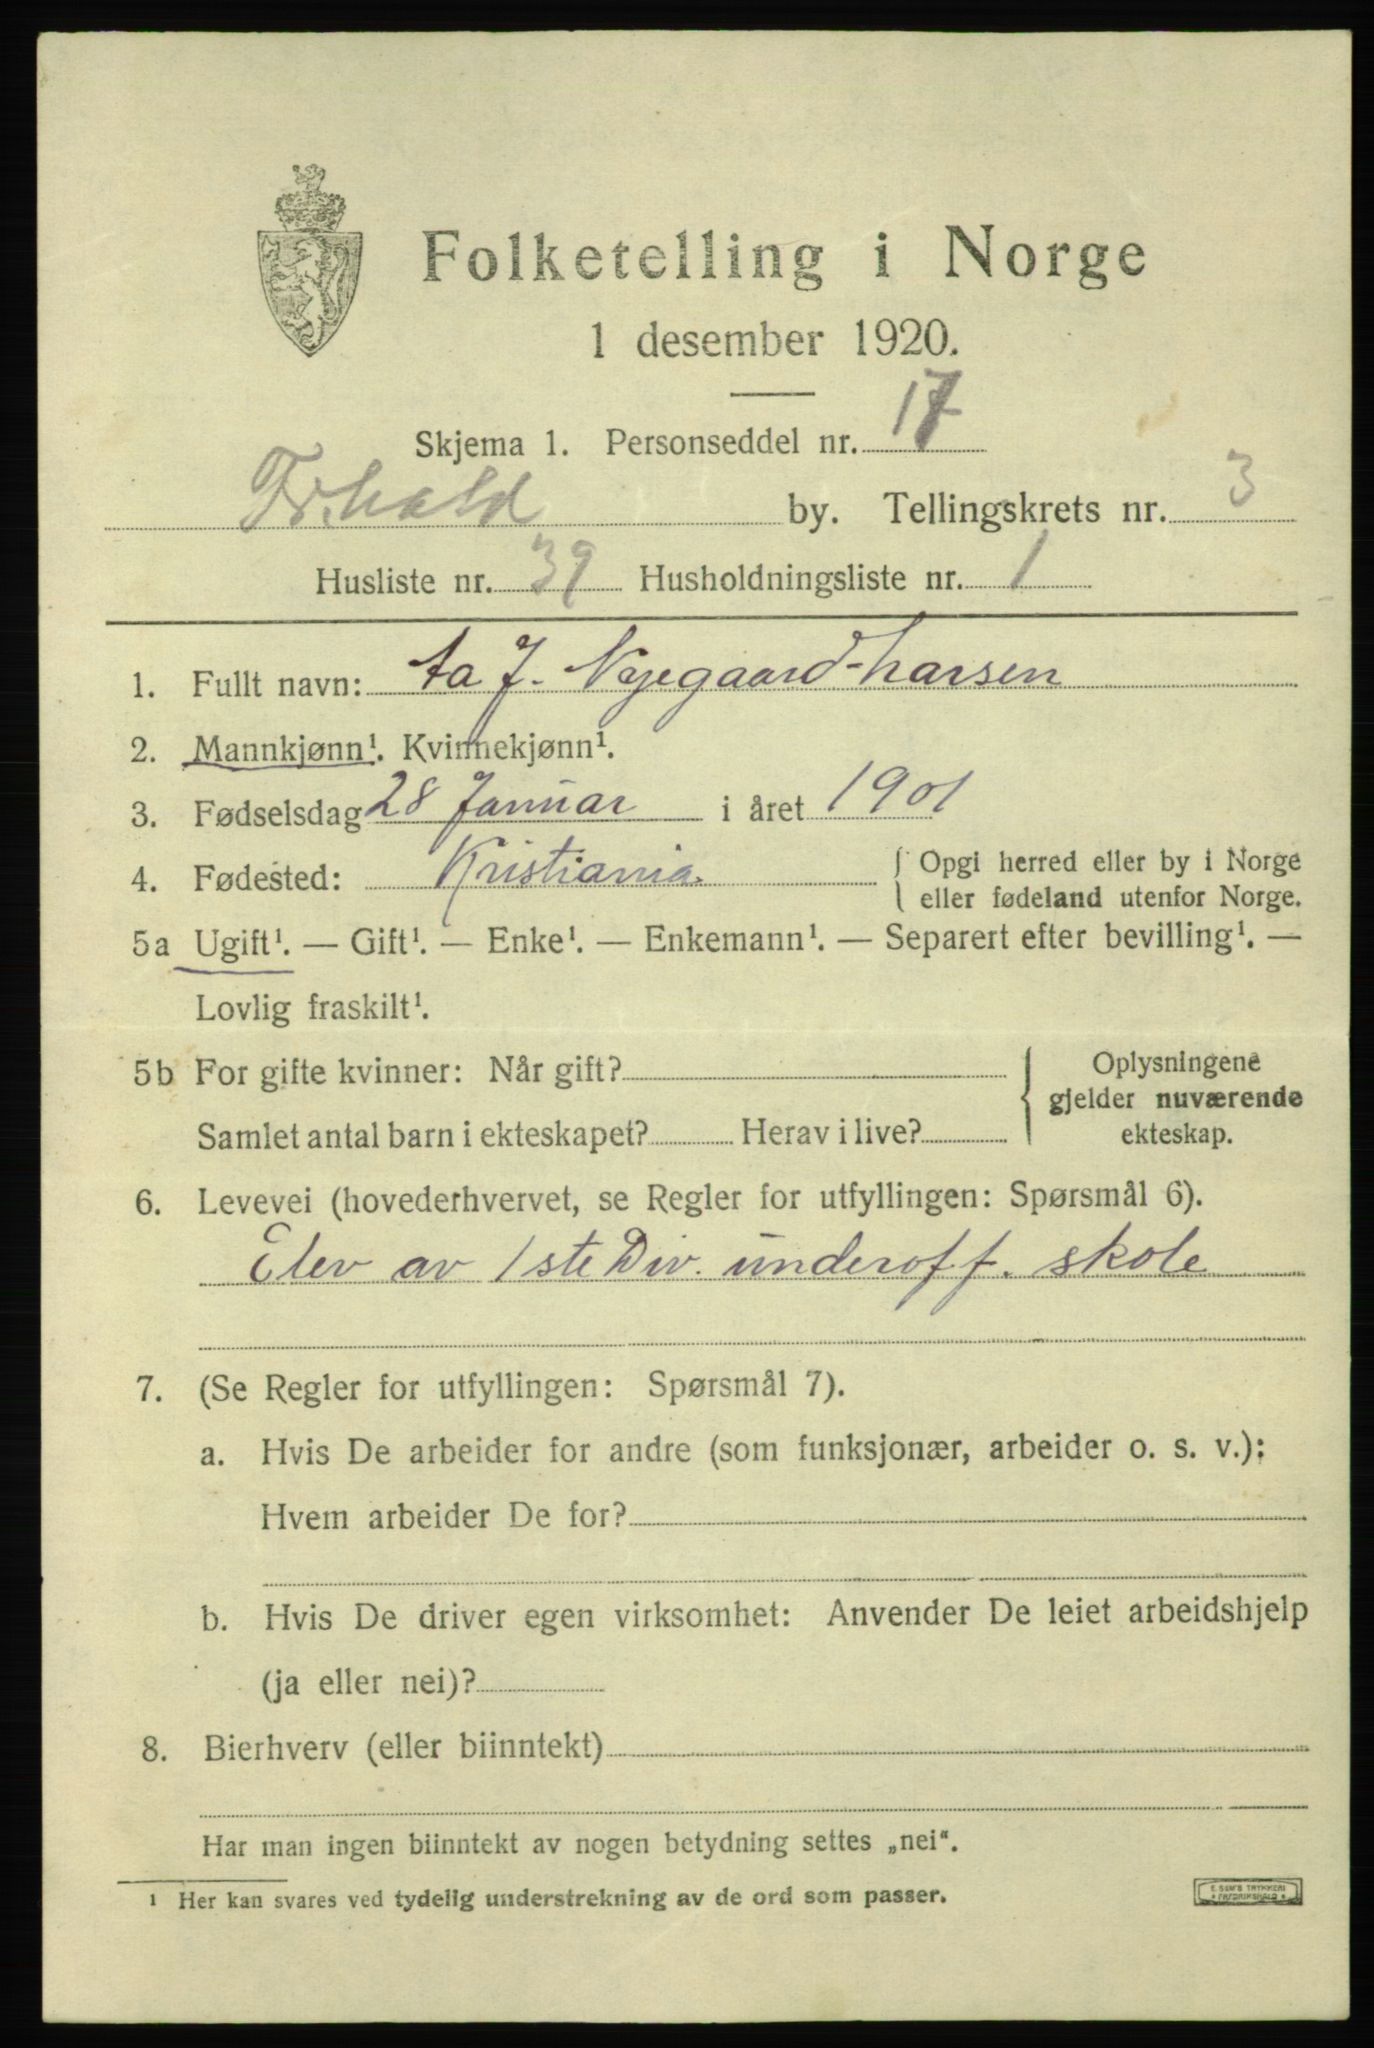 Folketelling i Norge
1 desember 1920.
Skjema 1. Personseddel nr. 17
Fr.hald by. Tellingskrets nr. 3
Husliste nr. 39 Husholdningsliste nr. 1
1. Fullt navn: Aa J. Nyegaard-Larsen
2. Mannkjønn¹. Kvinnekjønn¹.
3. Fødselsdag 28 Januar i året 1901
4. Fødested: Kristiania. { Opgi herred eller by i Norge
eller fødeland utenfor Norge.
5a Ugift¹. — Gift¹. — Enke¹. — Enkemann¹. — Separert efter bevilling¹. —
Lovlig fraskilt¹.
5b For gifte kvinner: Når gift?
Samlet antal barn i ekteskapet? Herav i live?
Oplysningene
gjelder nuværende
ekteskap.
6. Levevei (hovederhvervet, se Regler for utfyllingen: Spørsmål 6).
Elev av 1ste Div. underoff. skole
7. (Se Regler for utfyllingen: Spørsmål 7).
a. Hvis De arbeider for andre (som funksjonær, arbeider o. s. v.):
Hvem arbeider De for?
b. Hvis De driver egen virksomhet: Anvender De leiet arbeidshjelp
(ja eller nei)?
8. Bierhverv (eller biinntekt)
Har man ingen biinntekt av nogen betydning settes „nei“.
¹ Her kan svares ved tydelig understrekning av de ord som passer.
E. SEM'S TRYKKERI
FREDRIKSHALD